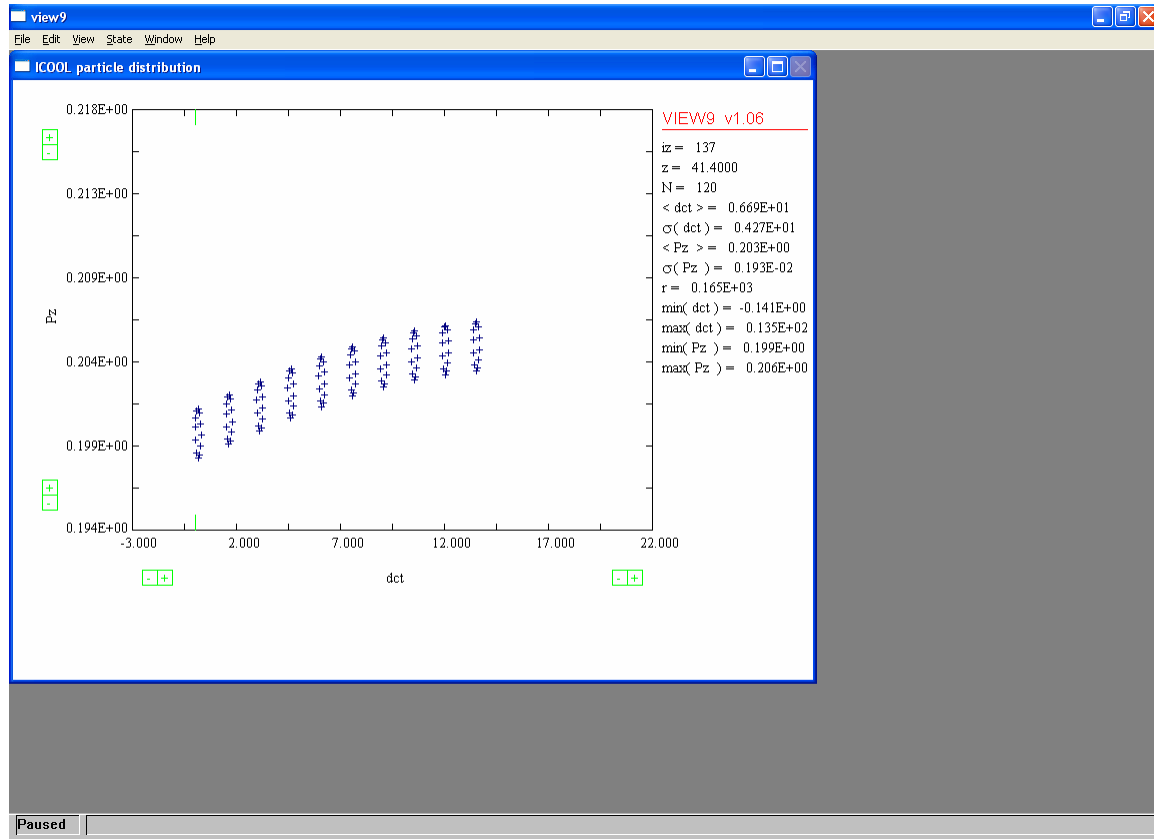 view9
File Edit View State Window Help
ICOOL particle distribution
0.218E+00
0.213E+00
0.209E+00
0.204E+00
0.199E+00
0.194E+00
Pz
+
-
+
-
-3.000 2.000 7.000 12.000 17.000 22.000
- + dct - +
VIEW9 v1.06
iz = 137
z = 41.4000
N = 120
< dct > = 0.669E+01
σ( dct ) = 0.427E+01
< Pz > = 0.203E+00
σ( Pz ) = 0.193E-02
r = 0.165E+03
min( dct ) = -0.141E+00
max( dct ) = 0.135E+02
min( Pz ) = 0.199E+00
max( Pz ) = 0.206E+00
Paused